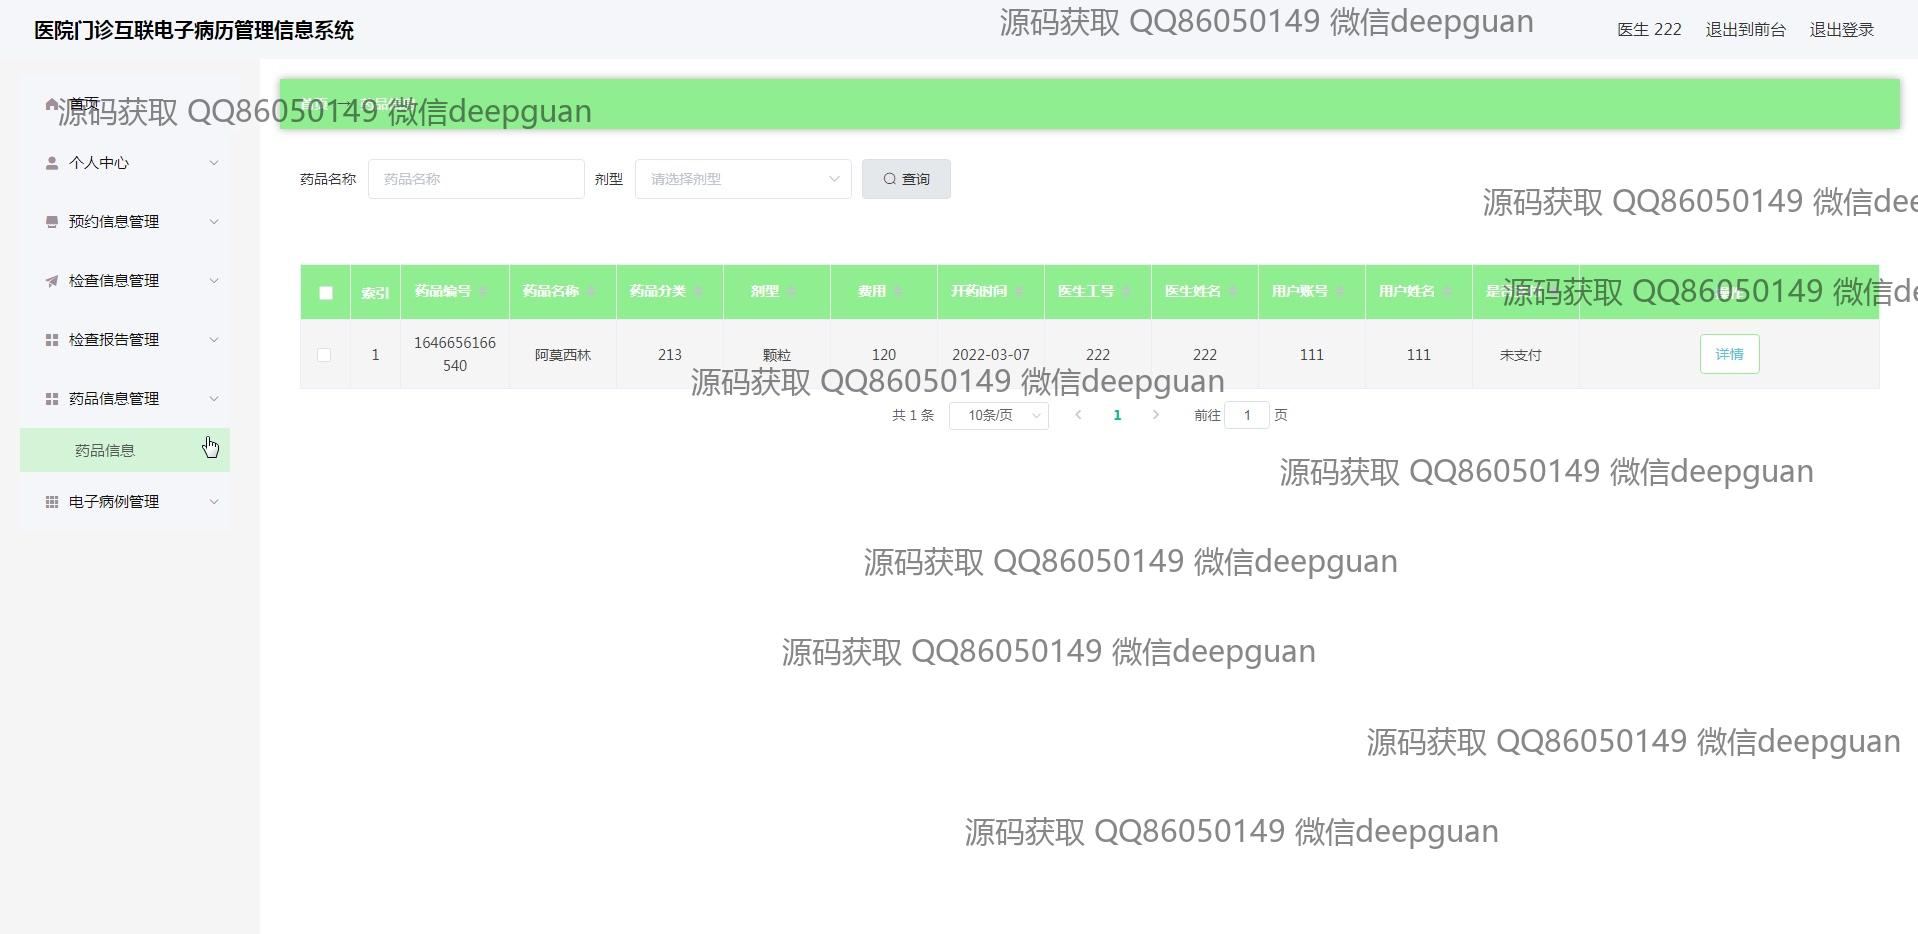 医院门诊互联电子病历管理信息系统
源码获取 QQ86050149 微信deepguan
医生 222 退出到前台 退出登录
首页
源码获取 QQ86050149 微信deepguan
首页
个人中心
药品名称 药品名称 剂型 请选择剂型 查询
源码获取 QQ86050149 微信dee
预约信息管理
检查信息管理
索引 药品编号 药品名称 药品分类 剂型 费用 开药时间 医生工号 医生姓名 用户账号 用户姓名
源码获取 QQ86050149 微信de
检查报告管理
1 1646656166540 阿莫西林 213 颗粒 120 2022-03-07 222 222 111 111 未支付 详情
源码获取 QQ86050149 微信deepguan
药品信息管理
共 1 条 10条/页 1 前往 1 页
药品信息
源码获取 QQ86050149 微信deepguan
电子病例管理
源码获取 QQ86050149 微信deepguan
源码获取 QQ86050149 微信deepguan
源码获取 QQ86050149 微信deepguan
源码获取 QQ86050149 微信deepguan